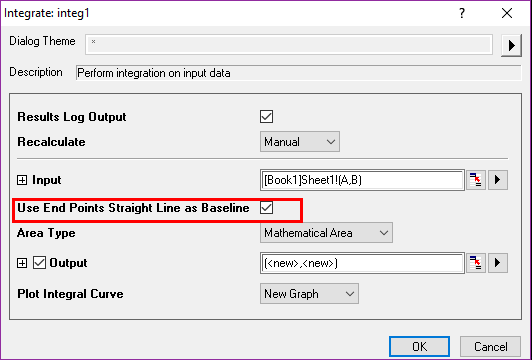 Integrate: integ1
Dialog Theme *
Description Perform integration on input data
Results Log Output
Recalculate Manual
Input [Book1]Sheet1!(A,B)
Use End Points Straight Line as Baseline
Area Type Mathematical Area
Output (<new>,<new>)
Plot Integral Curve New Graph
OK Cancel